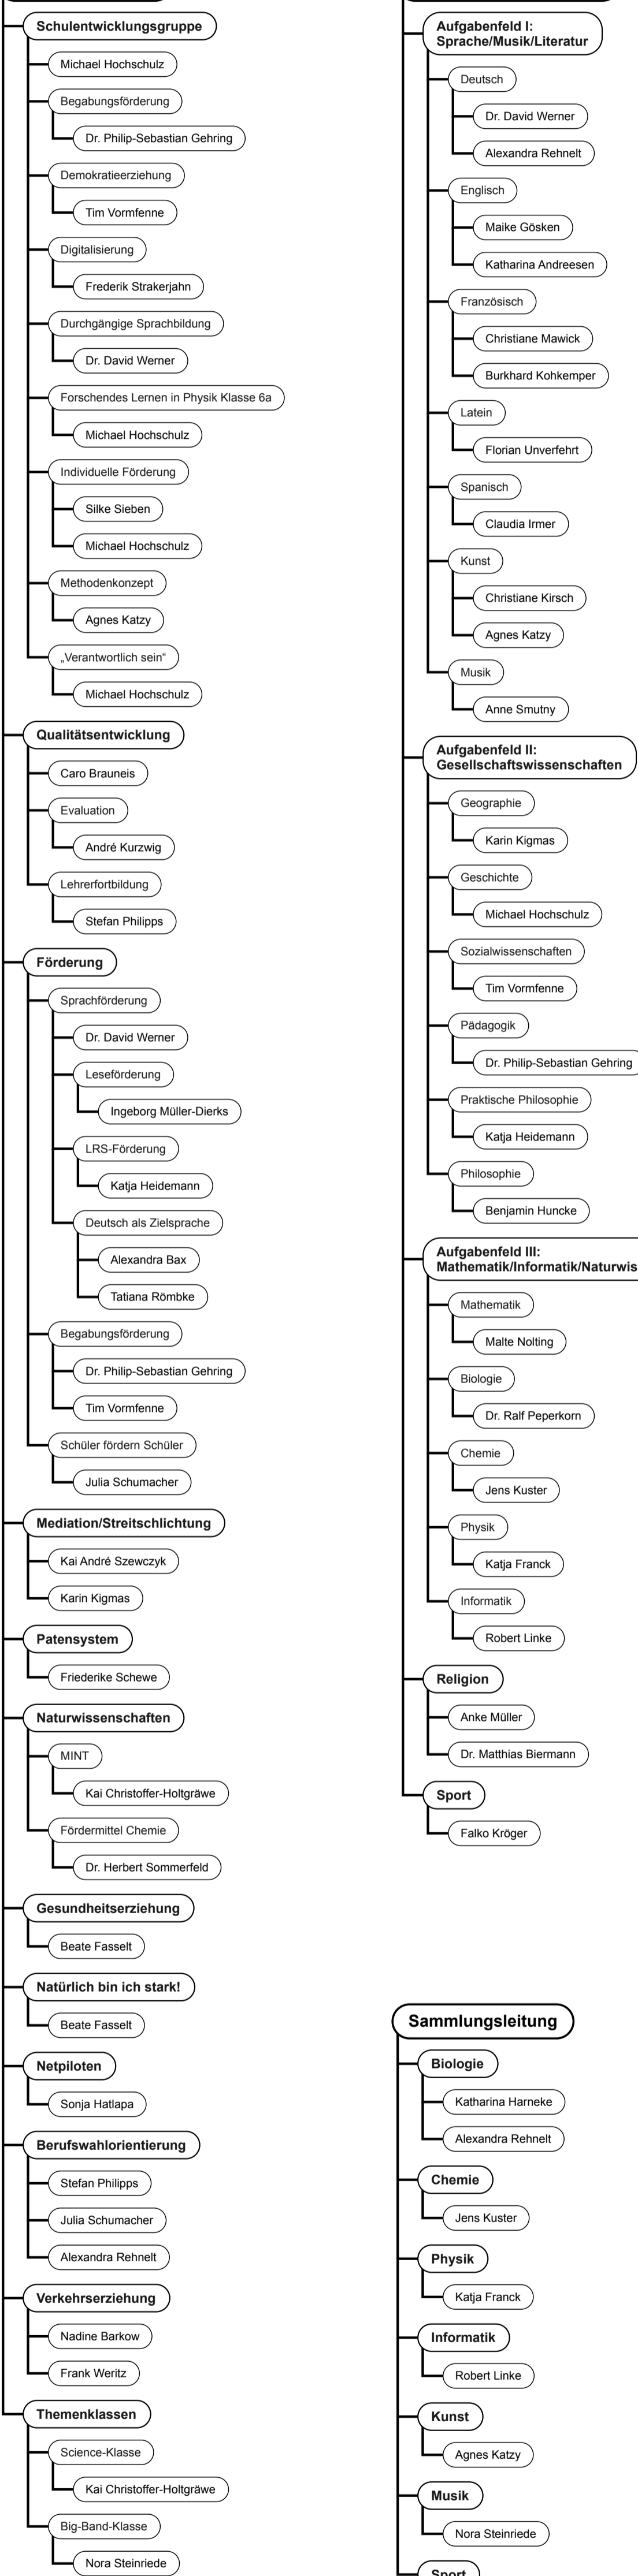 Schulentwicklungsgruppe
Michael Hochschulz
Begabungsförderung
Dr. Philip-Sebastian Gehring
Demokratieerziehung
Tim Vormfenne
Digitalisierung
Frederik Strakerjahn
Durchgängige Sprachbildung
Dr. David Werner
Forschendes Lernen in Physik Klasse 6a
Michael Hochschulz
Individuelle Förderung
Silke Sieben
Michael Hochschulz
Methodenkonzept
Agnes Katzy
„Verantwortlich sein“
Michael Hochschulz
Qualitätsentwicklung
Caro Brauneis
Evaluation
André Kurzwig
Lehrerfortbildung
Stefan Philipps
Förderung
Sprachförderung
Dr. David Werner
Leseförderung
Ingeborg Müller-Dierks
LRS-Förderung
Katja Heidemann
Deutsch als Zielsprache
Alexandra Bax
Tatiana Römbke
Begabungsförderung
Dr. Philip-Sebastian Gehring
Tim Vormfenne
Schüler fördern Schüler
Julia Schumacher
Mediation/Streitschlichtung
Kai André Szewczyk
Karin Kigmas
Patensystem
Friederike Schewe
Naturwissenschaften
MINT
Kai Christoffer-Holtgräwe
Fördermittel Chemie
Dr. Herbert Sommerfeld
Gesundheitserziehung
Beate Fasselt
Natürlich bin ich stark!
Beate Fasselt
Netpiloten
Sonja Hatlapa
Berufswahlorientierung
Stefan Philipps
Julia Schumacher
Alexandra Rehnelt
Verkehrserziehung
Nadine Barkow
Frank Weritz
Themenklassen
Science-Klasse
Kai Christoffer-Holtgräwe
Big-Band-Klasse
Nora Steinriede
Aufgabenfeld I:
Sprache/Musik/Literatur
Deutsch
Dr. David Werner
Alexandra Rehnelt
Englisch
Maike Gösken
Katharina Andreesen
Französisch
Christiane Mawick
Burkhard Kohkemper
Latein
Florian Unverfehrt
Spanisch
Claudia Irmer
Kunst
Christiane Kirsch
Agnes Katzy
Musik
Anne Smutny
Aufgabenfeld II:
Gesellschaftswissenschaften
Geographie
Karin Kigmas
Geschichte
Michael Hochschulz
Sozialwissenschaften
Tim Vormfenne
Pädagogik
Dr. Philip-Sebastian Gehring
Praktische Philosophie
Katja Heidemann
Philosophie
Benjamin Huncke
Aufgabenfeld III:
Mathematik/Informatik/Naturwis
Mathematik
Malte Nolting
Biologie
Dr. Ralf Peperkorn
Chemie
Jens Kuster
Physik
Katja Franck
Informatik
Robert Linke
Religion
Anke Müller
Dr. Matthias Biermann
Sport
Falko Kröger
Sammlungsleitung
Biologie
Katharina Harneke
Alexandra Rehnelt
Chemie
Jens Kuster
Physik
Katja Franck
Informatik
Robert Linke
Kunst
Agnes Katzy
Musik
Nora Steinriede
Sport